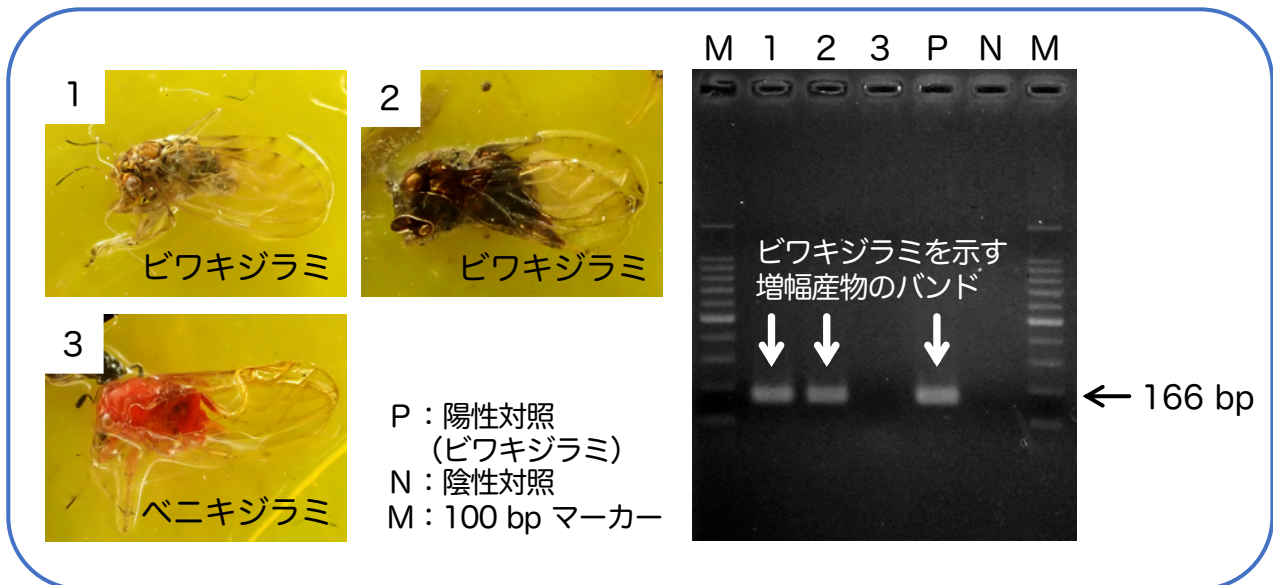 1
ビワキジラミ
2
ビワキジラミ
3
ベニキジラミ
P：陽性対照
（ビワキジラミ）
N：陰性対照
M：100 bp マーカー
M 1 2 3 P N M
ビワキジラミを示す
増幅産物のバンド
← 166 bp